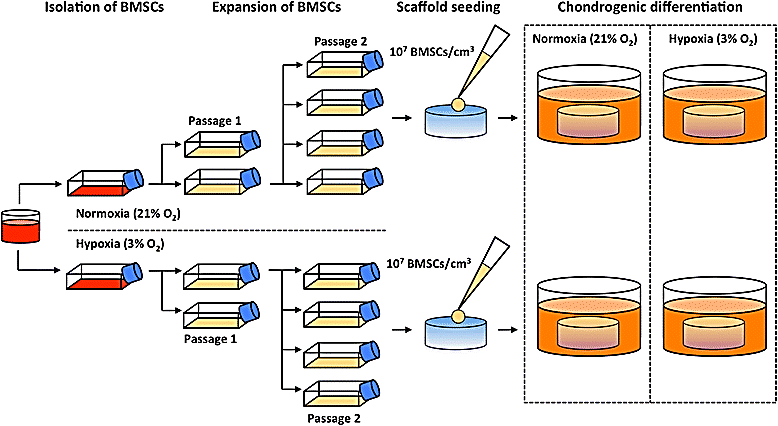 Isolation of BMSCs
Expansion of BMSCs
Scaffold seeding
Chondrogenic differentiation
Passage 2
10⁷ BMSCs/cm³
Normoxia (21% O₂)
Hypoxia (3% O₂)
Passage 1
Normoxia (21% O₂)
Hypoxia (3% O₂)
10⁷ BMSCs/cm³
Passage 1
Passage 2